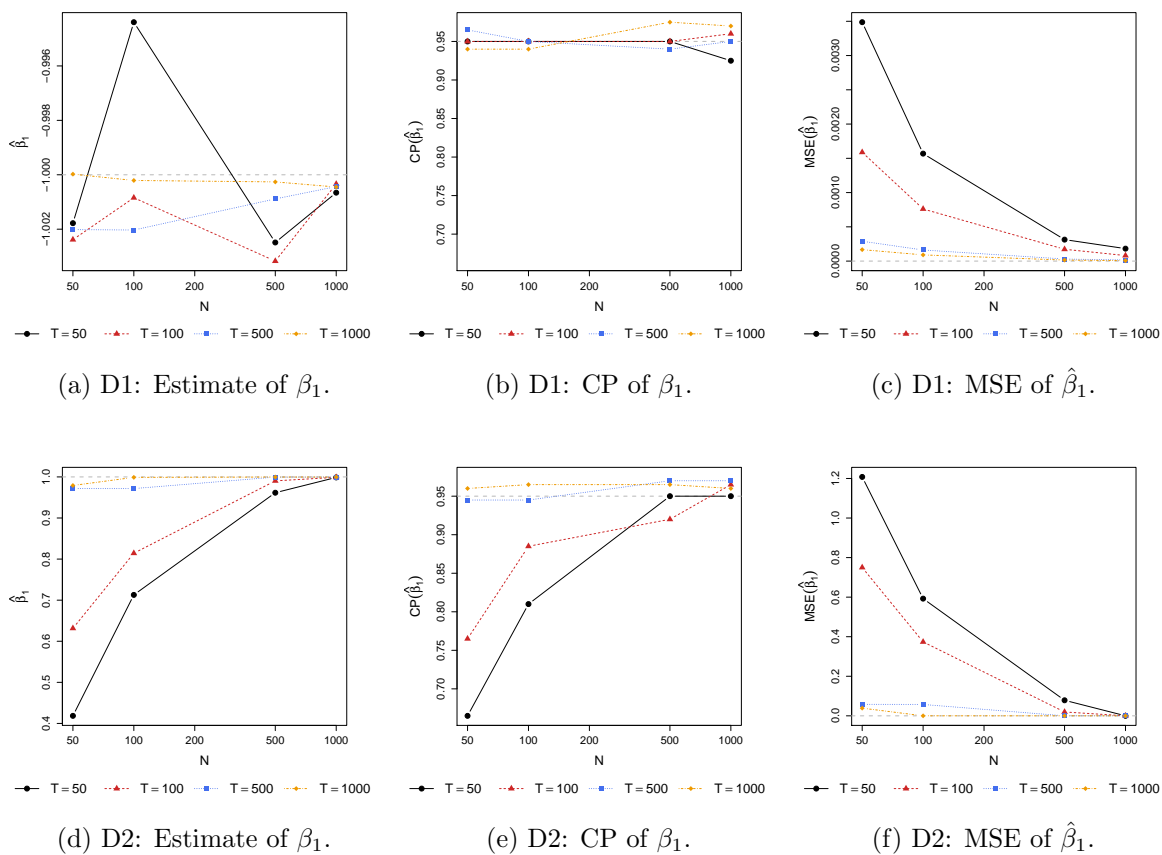 −0.996
−0.998
−1.000
−1.002
β̂₁
50 100 200 500 1000
N
T = 50 T = 100 T = 500 T = 1000
(a) D1: Estimate of β₁.
0.95
0.90
0.85
0.80
0.75
0.70
CP(β̂₁)
50 100 200 500 1000
N
T = 50 T = 100 T = 500 T = 1000
(b) D1: CP of β₁.
0.0030
0.0020
0.0010
0.0000
MSE(β̂₁)
50 100 200 500 1000
N
T = 50 T = 100 T = 500 T = 1000
(c) D1: MSE of β̂₁.
1.0
0.9
0.8
0.7
0.6
0.5
0.4
β̂₁
50 100 200 500 1000
N
T = 50 T = 100 T = 500 T = 1000
(d) D2: Estimate of β₁.
0.95
0.90
0.85
0.80
0.75
0.70
CP(β̂₁)
50 100 200 500 1000
N
T = 50 T = 100 T = 500 T = 1000
(e) D2: CP of β₁.
1.2
1.0
0.8
0.6
0.4
0.2
0.0
MSE(β̂₁)
50 100 200 500 1000
N
T = 50 T = 100 T = 500 T = 1000
(f) D2: MSE of β̂₁.